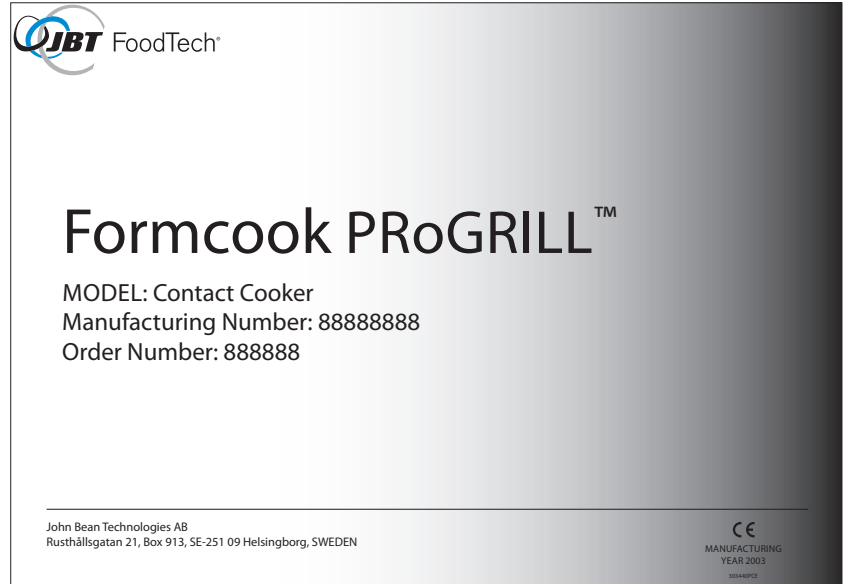 JBT FoodTech®
Formcook PRoGRILL™
MODEL: Contact Cooker
Manufacturing Number: 88888888
Order Number: 888888
John Bean Technologies AB
Rusthållsgatan 21, Box 913, SE-251 09 Helsingborg, SWEDEN
CE
MANUFACTURING
YEAR 2003
303440PCE